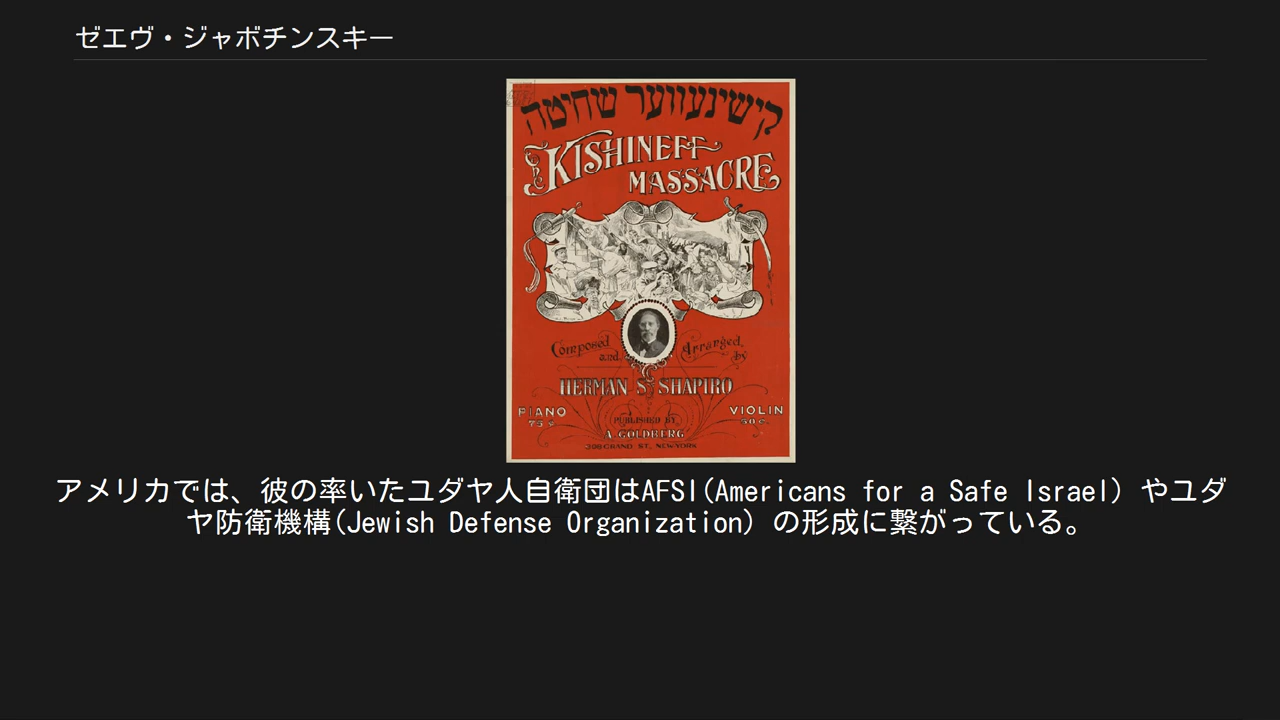 ゼエヴ・ジャボチンスキー
קישינעווער שחיטה
THE KISHINEFF
MASSACRE
Composed and Arranged by
HERMAN S. SHAPIRO
PIANO
75 ¢
VIOLIN
50 ¢
PUBLISHED BY
A. GOLDBERG
398 GRAND ST, NEW-YORK
アメリカでは、彼の率いたユダヤ人自衛団はAFSI(Americans for a Safe Israel) やユダ
ヤ防衛機構(Jewish Defense Organization) の形成に繋がっている。